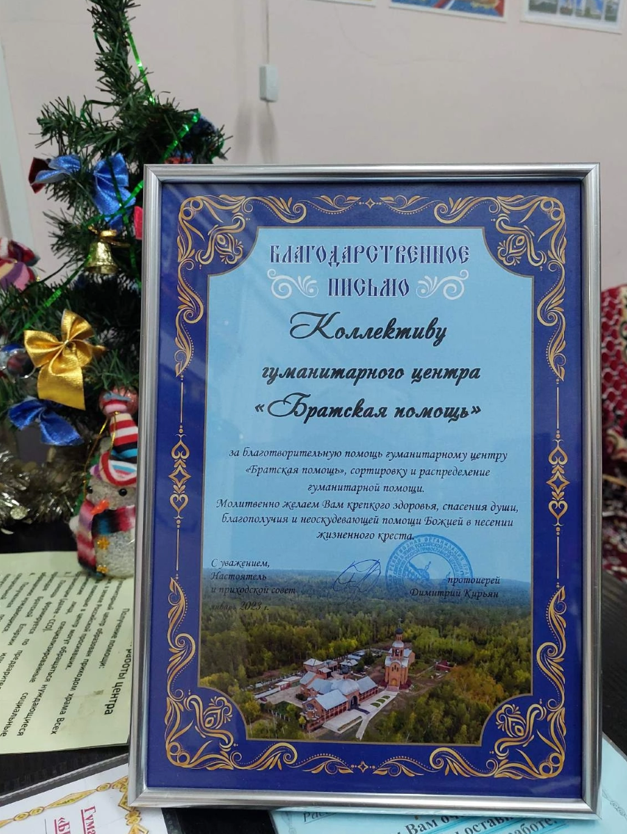 БЛАГОДАРСТВЕННОЕ
ПИСЬМО
Коллективу
гуманитарного центра
«Братская помощь»
за благотворительную помощь гуманитарному центру
«Братская помощь», сортировку и распределение
гуманитарной помощи.
Молитвенно желаем Вам крепкого здоровья, спасения души,
благополучия и неоскудевающей помощи Божией в несении
жизненного креста.
С уважением,
Настоятель
и приходской совет
протоиерей
Димитрий Кирьян
работы центра